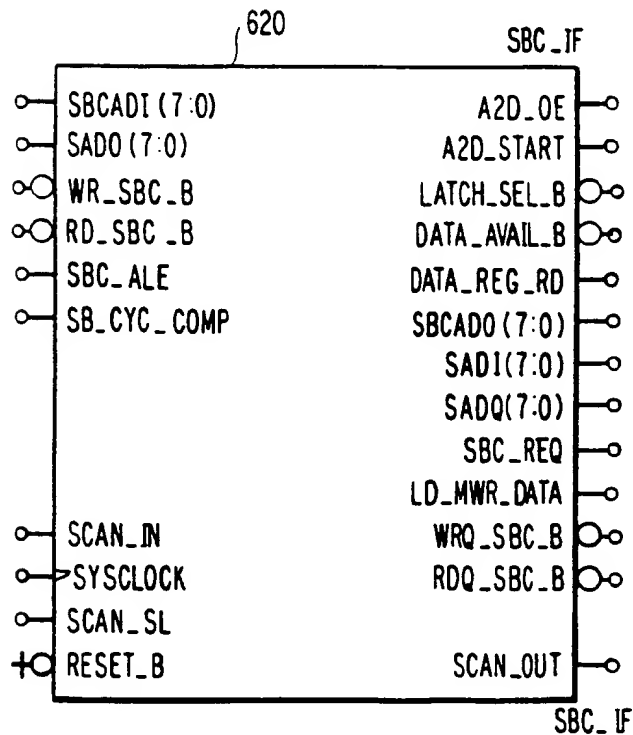 620
SBC_IF
SBCADI(7:0)
SADO(7:0)
WR_SBC_B
RD_SBC_B
SBC_ALE
SB_CYC_COMP
SCAN_IN
SYSCLOCK
SCAN_SL
RESET_B
A2D_OE
A2D_START
LATCH_SEL_B
DATA_AVAIL_B
DATA_REG_RD
SBCADO(7:0)
SADI(7:0)
SADQ(7:0)
SBC_REQ
LD_MWR_DATA
WRQ_SBC_B
RDQ_SBC_B
SCAN_OUT
SBC_IF